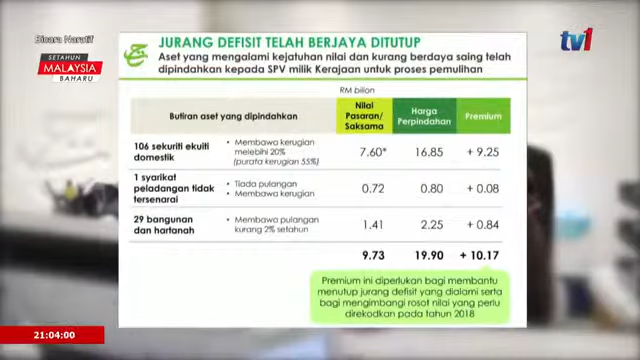 Bicara Naratif
SETAHUN
MALAYSIA
BAHARU
tv1
JURANG DEFISIT TELAH BERJAYA DITUTUP
Aset yang mengalami kejatuhan nilai dan kurang berdaya saing telah
dipindahkan kepada SPV milik Kerajaan untuk proses pemulihan
RM bilion
Butiran aset yang dipindahkan
Nilai
Pasaran/
Saksama
Harga
Perpindahan
Premium
106 sekuriti ekuiti
domestik
• Membawa kerugian
melebihi 20%
(purata kerugian 55%)
7.60*
16.85
+ 9.25
1 syarikat
peladangan tidak
tersenarai
• Tiada pulangan
• Membawa kerugian
0.72
0.80
+ 0.08
29 bangunan
dan hartanah
• Membawa pulangan
kurang 2% setahun
1.41
2.25
+ 0.84
9.73
19.90
+ 10.17
Premium ini diperlukan bagi membantu
menutup jurang defisit yang dialami serta
bagi mengimbangi rosot nilai yang perlu
direkodkan pada tahun 2018
21:04:00